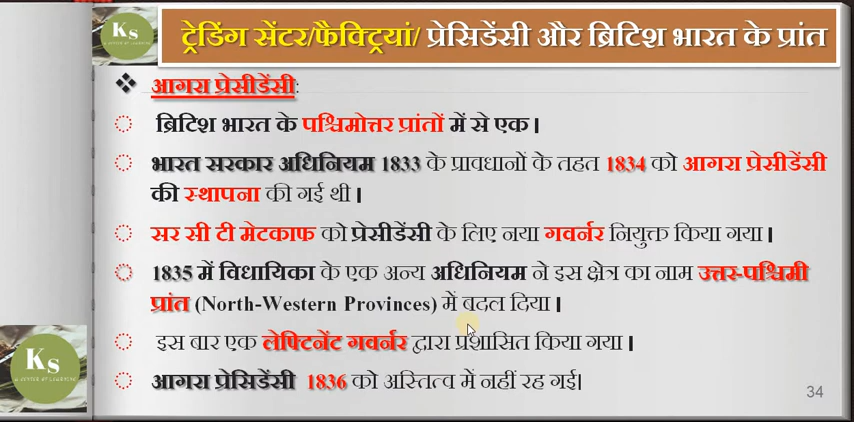 Ks
ट्रेडिंग सेंटर/फैक्ट्रियां/ प्रेसिडेंसी और ब्रिटिश भारत के प्रांत
❖ आगरा प्रेसीडेंसी:
ब्रिटिश भारत के पश्चिमोत्तर प्रांतों में से एक।
भारत सरकार अधिनियम 1833 के प्रावधानों के तहत 1834 को आगरा प्रेसीडेंसी
की स्थापना की गई थी।
सर सी टी मेटकाफ को प्रेसीडेंसी के लिए नया गवर्नर नियुक्त किया गया।
1835 में विधायिका के एक अन्य अधिनियम ने इस क्षेत्र का नाम उत्तर-पश्चिमी
प्रांत (North-Western Provinces) में बदल दिया।
इस बार एक लेफ्टिनेंट गवर्नर द्वारा प्रशासित किया गया।
आगरा प्रेसिडेंसी 1836 को अस्तित्व में नहीं रह गई।
Ks
34